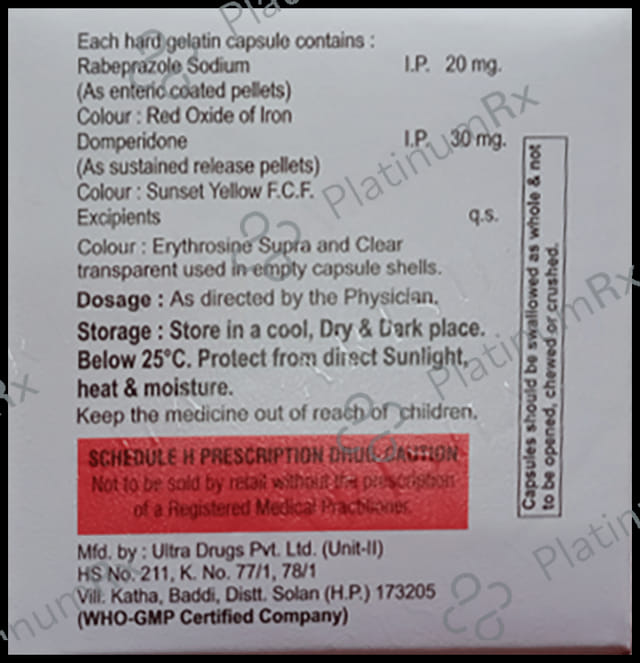 Each hard gelatin capsule contains :
Rabeprazole Sodium I.P. 20 mg.
(As enteric coated pellets)
Colour : Red Oxide of Iron
Domperidone I.P. 30 mg.
(As sustained release pellets)
Colour : Sunset Yellow F.C.F.
Excipients q.s.
Colour : Erythrosine Supra and Clear
transparent used in empty capsule shells.
Dosage : As directed by the Physician.
Storage : Store in a cool, Dry & Dark place.
Below 25°C. Protect from direct Sunlight,
heat & moisture.
Keep the medicine out of reach of children.
SCHEDULE H PRESCRIPTION DRUG CAUTION
Not to be sold by retail without the prescription
of a Registered Medical Practitioner.
Mfd. by : Ultra Drugs Pvt. Ltd. (Unit-II)
HS No. 211, K. No. 77/1, 78/1
Vill. Katha, Baddi, Distt. Solan (H.P.) 173205
(WHO-GMP Certified Company)
Capsules should be swallowed as whole & not
to be opened, chewed or crushed.
PlatinumRx
PlatinumRx
PlatinumRx